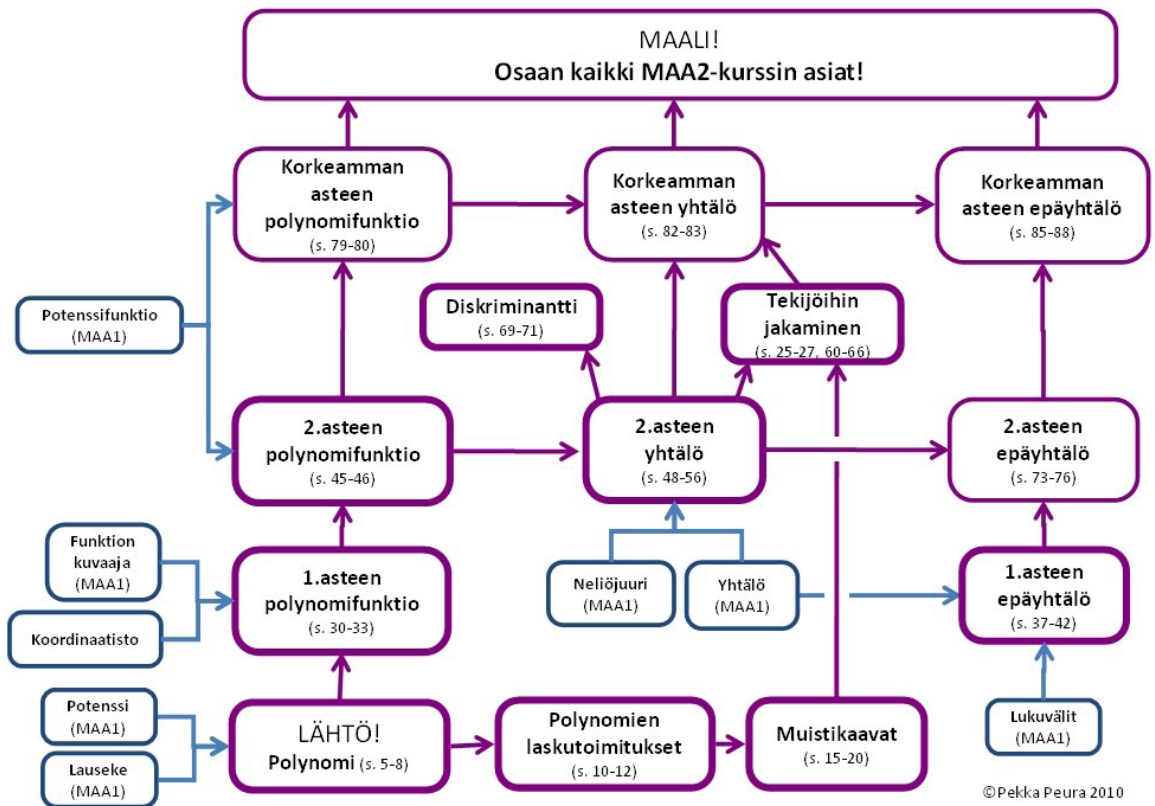 MAALI!
Osaan kaikki MAA2-kurssin asiat!
Korkeamman
asteen
polynomifunktio
(s. 79-80)
Korkeamman
asteen yhtälö
(s. 82-83)
Korkeamman
asteen epäyhtälö
(s. 85-88)
Potenssifunktio
(MAA1)
Diskriminantti
(s. 69-71)
Tekijöihin
jakaminen
(s. 25-27, 60-66)
2.asteen
polynomifunktio
(s. 45-46)
2.asteen
yhtälö
(s. 48-56)
2.asteen
epäyhtälö
(s. 73-76)
Funktion
kuvaaja
(MAA1)
Koordinaatisto
1.asteen
polynomifunktio
(s. 30-33)
Neliöjuuri
(MAA1)
Yhtälö
(MAA1)
1.asteen
epäyhtälö
(s. 37-42)
Potenssi
(MAA1)
Lauseke
(MAA1)
LÄHTÖ!
Polynomi (s. 5-8)
Polynomien
laskutoimitukset
(s. 10-12)
Muistikaavat
(s. 15-20)
Lukuvälit
(MAA1)
©Pekka Peura 2010